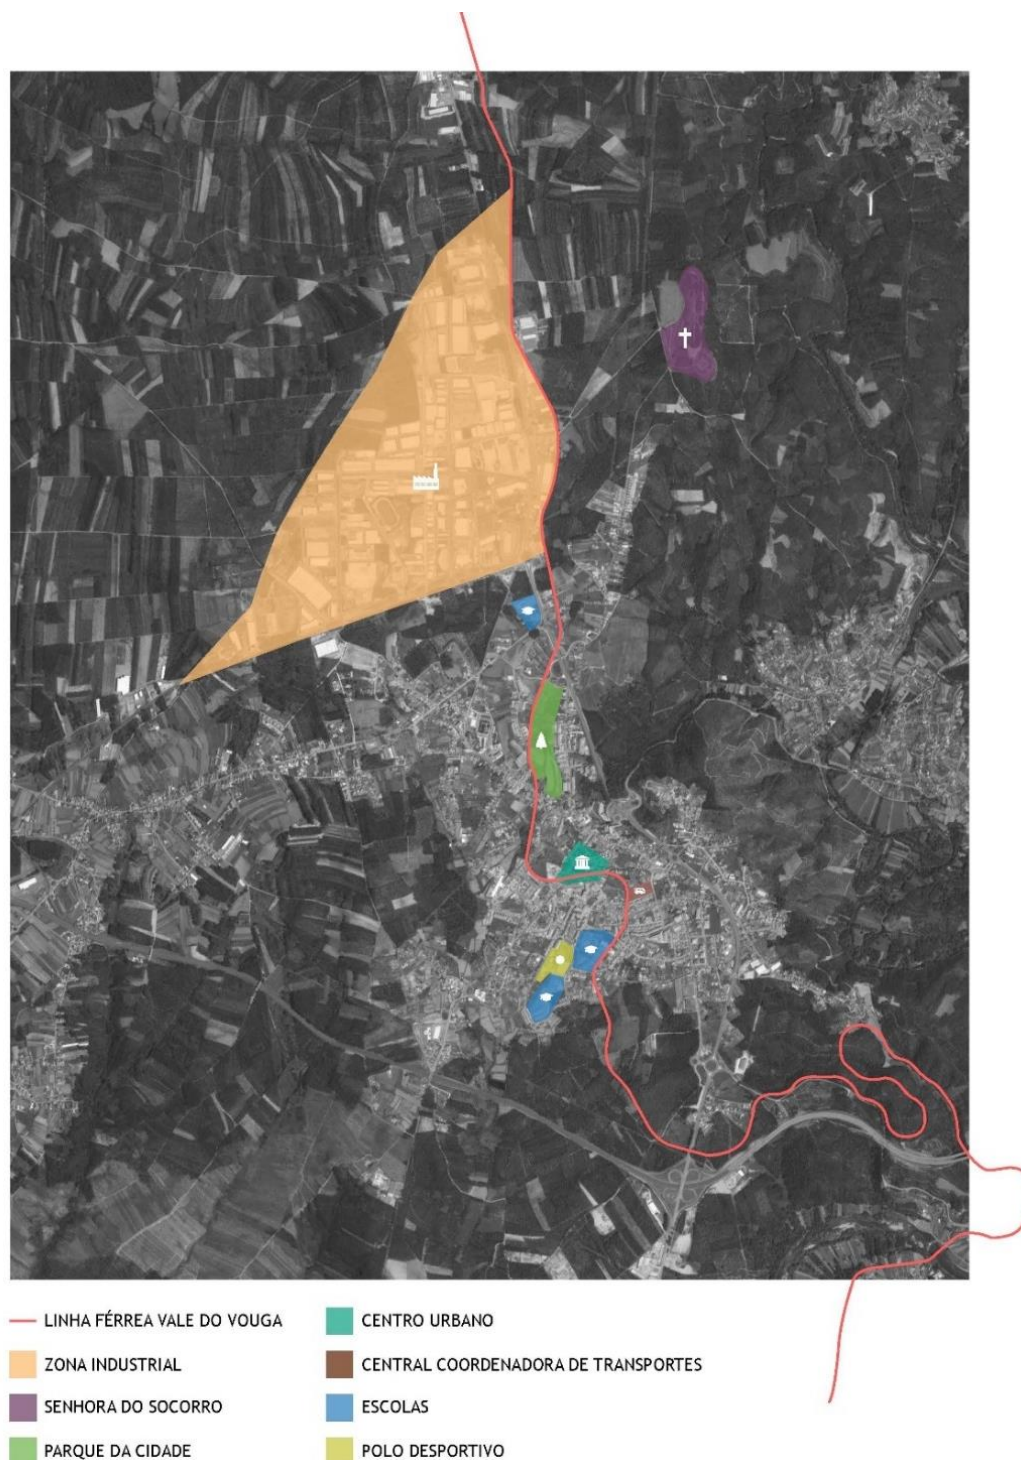 LINHA FÉRREA VALE DO VOUGA
ZONA INDUSTRIAL
SENHORA DO SOCORRO
PARQUE DA CIDADE
CENTRO URBANO
CENTRAL COORDENADORA DE TRANSPORTES
ESCOLAS
POLO DESPORTIVO